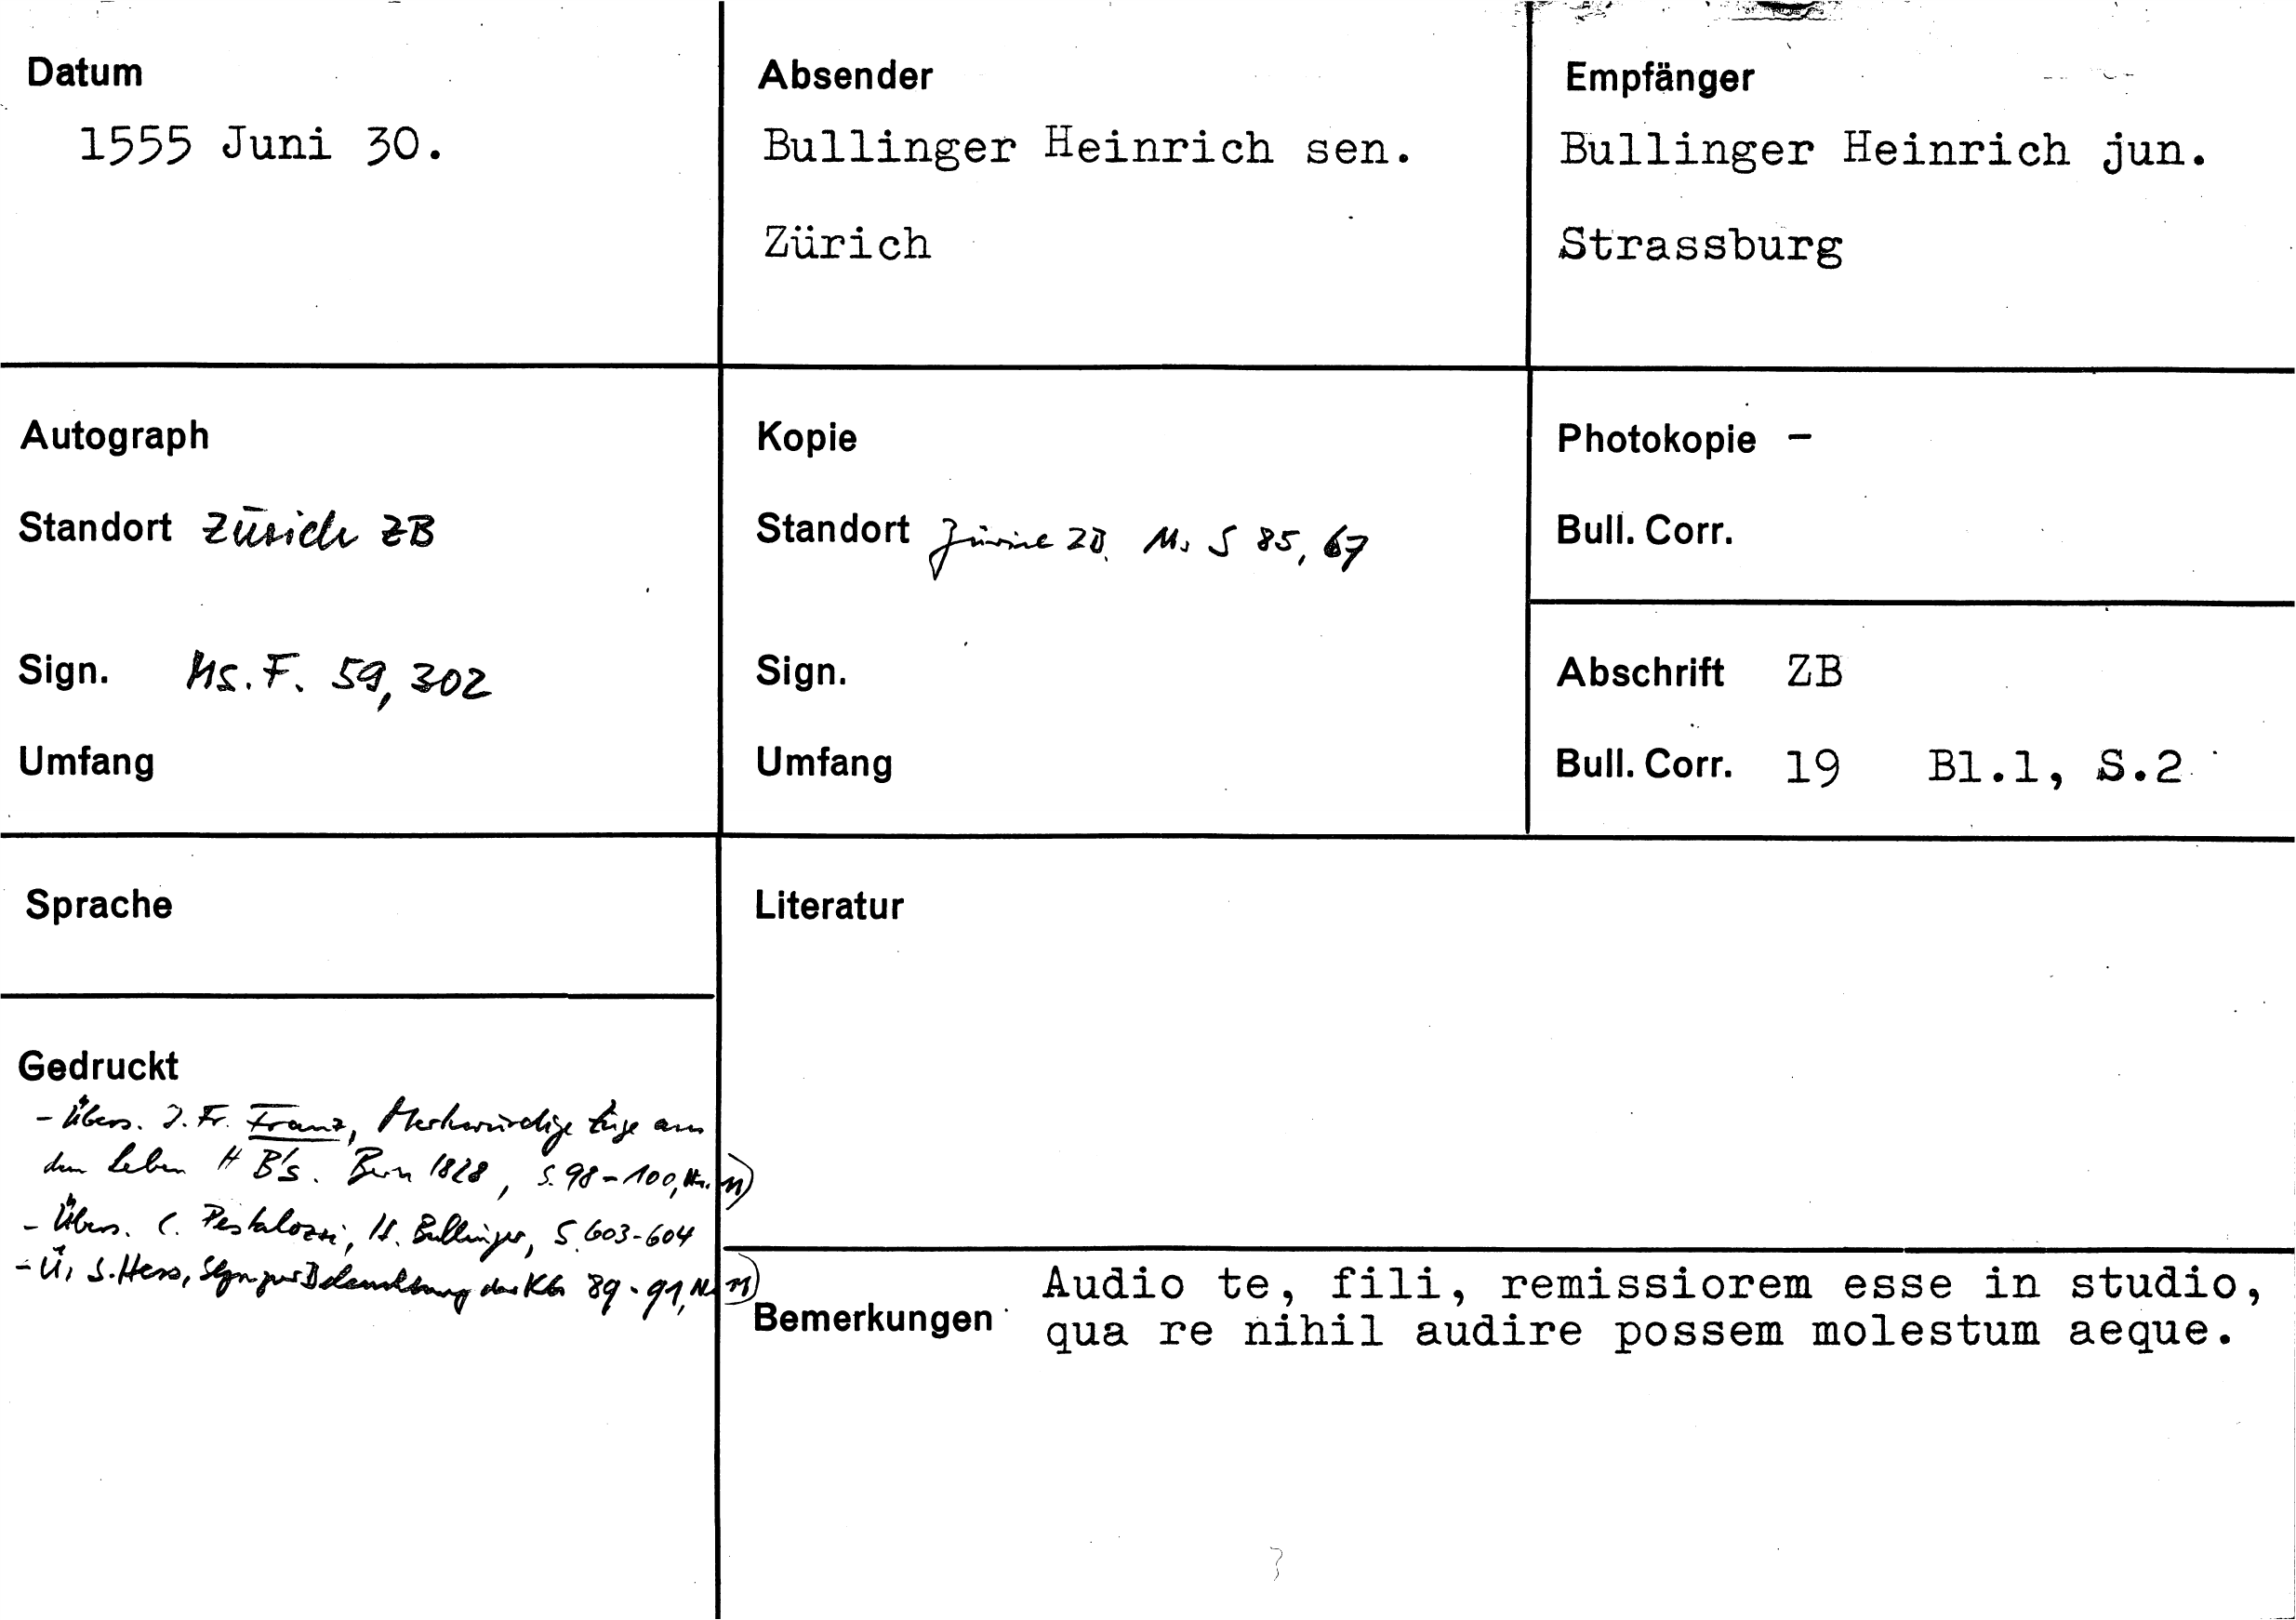 Datum
1555 Juni 30.
Absender
Bullinger Heinrich sen.
Zürich
Empfänger
Bullinger Heinrich jun.
Strassburg
Autograph
Standort Zürich ZB
Sign. Ms. F. 59, 302
Umfang
Kopie
Standort Zürich ZB. Ms S 85, 67
Sign.
Umfang
Photokopie –
Bull. Corr.
Abschrift ZB
Bull. Corr. 19 Bl.1, S.2
Sprache
Gedruckt
- Übers. J. Fr. Franz, Merkwürdige Züge aus
dem Leben H B's. Bern 1828, S. 98-100, Nr. 11)
- Übers. C. Pestalozzi, H. Bullinger, S. 603-604
- Ü, S. Hess, zur der 89-91, Nr. 11)
Literatur
Bemerkungen
Audio te, fili, remissiorem esse in studio,
qua re nihil audire possem molestum aeque.